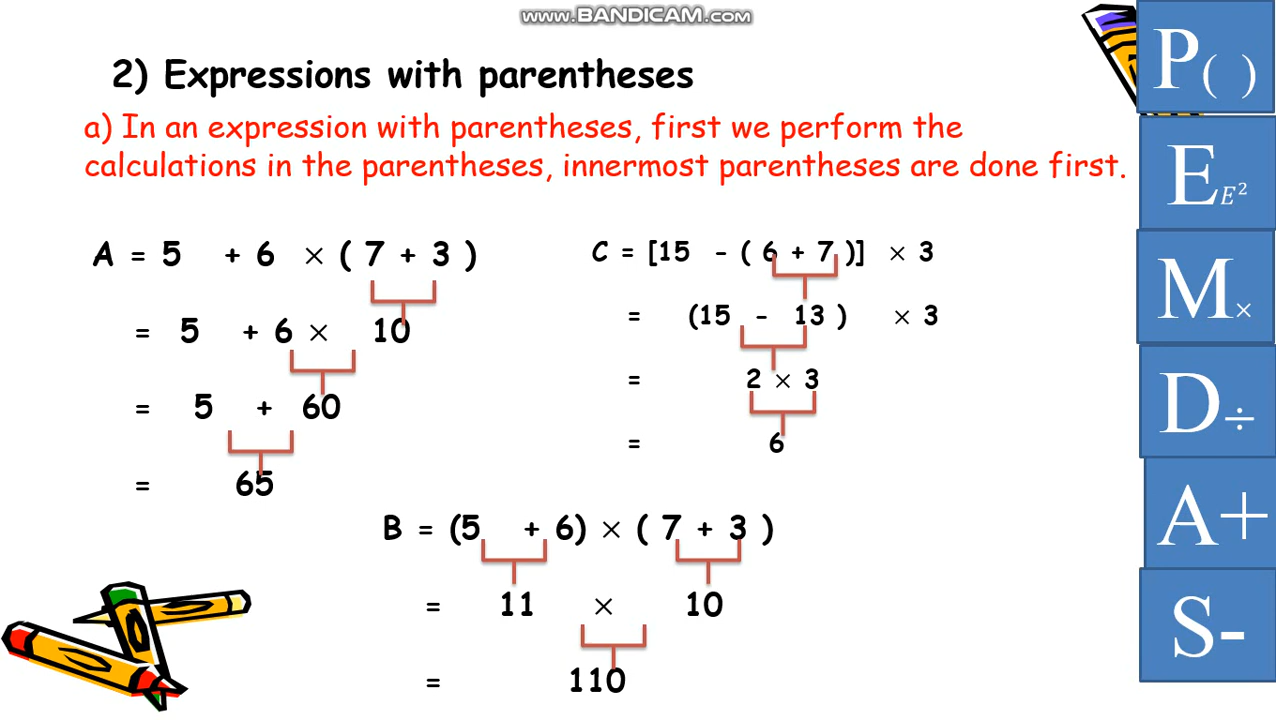 www.BANDICAM.com
2) Expressions with parentheses
a) In an expression with parentheses, first we perform the
calculations in the parentheses, innermost parentheses are done first.
A = 5 + 6 × ( 7 + 3 )
= 5 + 6 × 10
= 5 + 60
= 65
C = [15 - ( 6 + 7 )] × 3
= (15 - 13 ) × 3
= 2 × 3
= 6
B = (5 + 6) × ( 7 + 3 )
= 11 × 10
= 110
P( )
E E²
M×
D÷
A+
S-